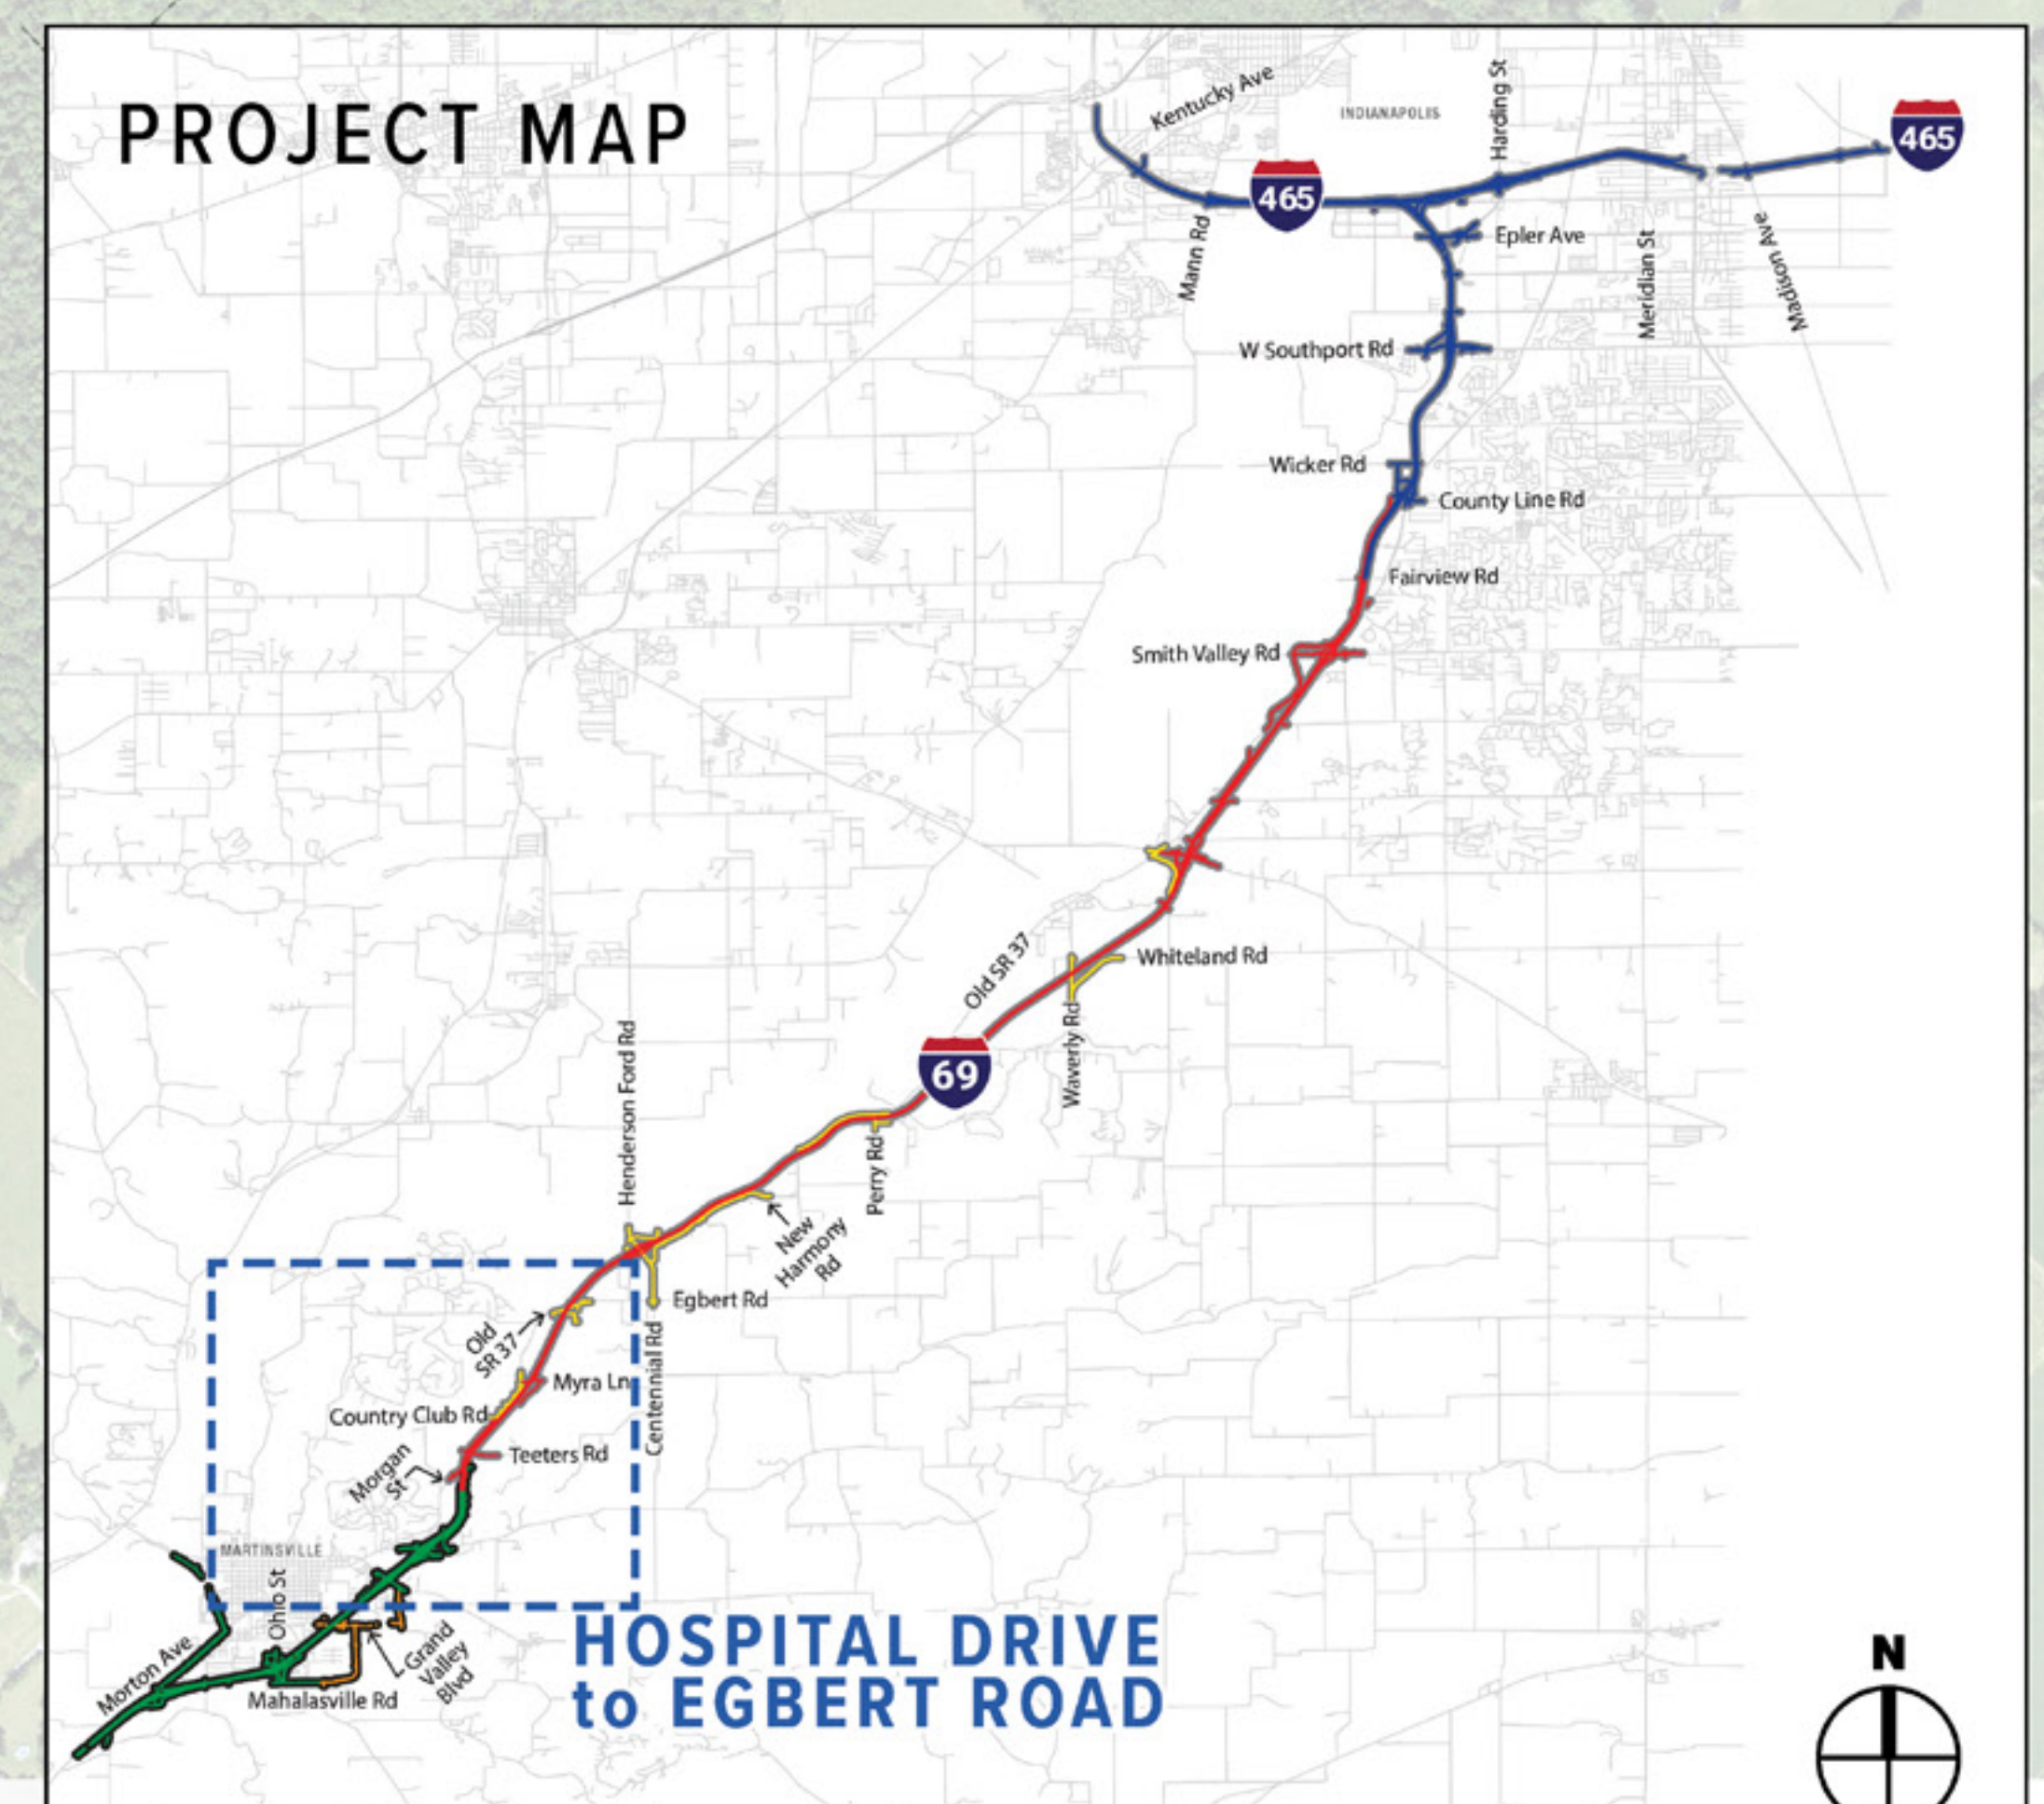 PROJECT MAP
Kentucky Ave
INDIANAPOLIS
Harding St
465
465
Mann Rd
Epler Ave
Meridian St
Madison Ave
W Southport Rd
Wicker Rd
County Line Rd
Fairview Rd
Smith Valley Rd
Old SR 37
Whiteland Rd
Waverly Rd
69
Henderson Ford Rd
Perry Rd
New
Harmony
Rd
Egbert Rd
Old
SR 37
Centennial Rd
Myra Ln
Country Club Rd
Teeters Rd
Morgan
St
MARTINSVILLE
Ohio St
Grand
Valley
Blvd
Morton Ave
Mahalasville Rd
HOSPITAL DRIVE
to EGBERT ROAD
N